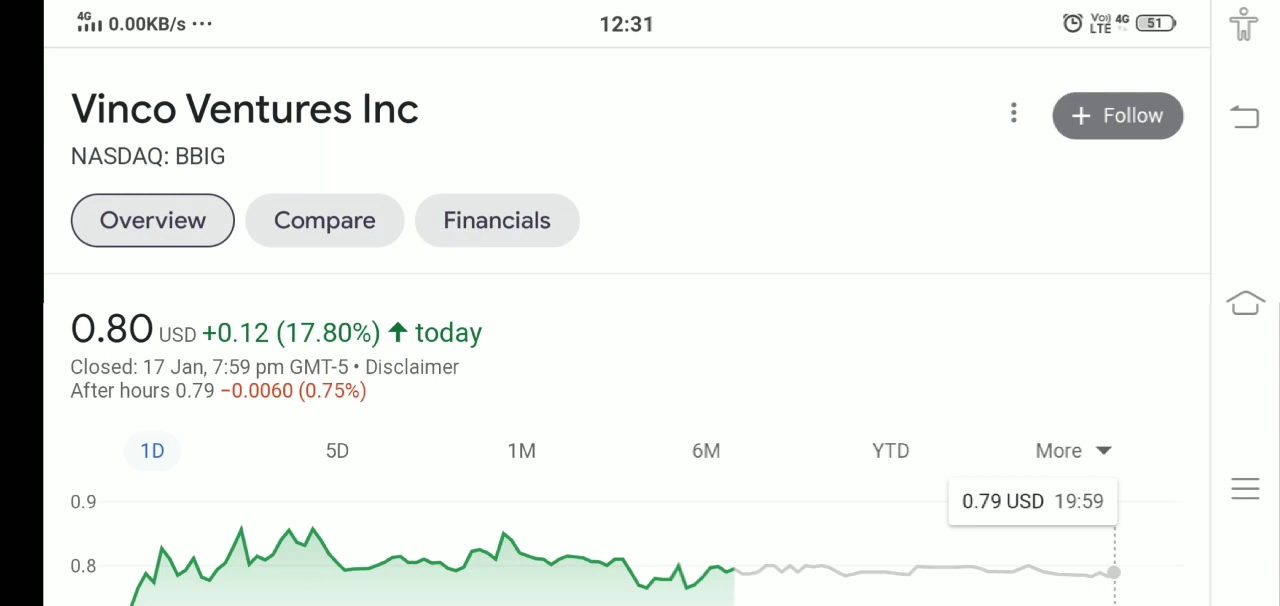 4G 0.00KB/s ··· 12:31 Vo) LTE 4G 51
Vinco Ventures Inc
+ Follow
NASDAQ: BBIG
Overview Compare Financials
0.80 USD +0.12 (17.80%) ↑ today
Closed: 17 Jan, 7:59 pm GMT-5 • Disclaimer
After hours 0.79 −0.0060 (0.75%)
1D 5D 1M 6M YTD More
0.79 USD 19:59
0.9
0.8